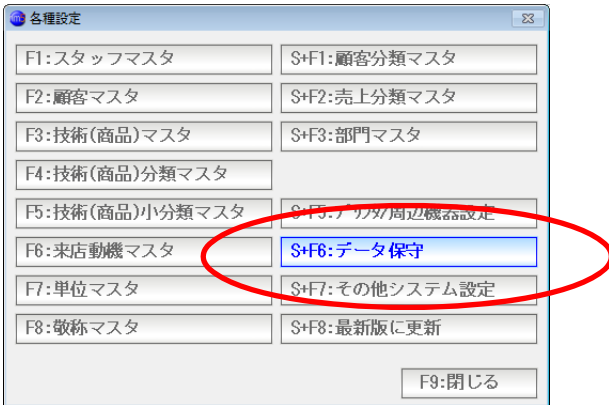 各種設定
F1:スタッフマスタ
S+F1:顧客分類マスタ
F2:顧客マスタ
S+F2:売上分類マスタ
F3:技術(商品)マスタ
S+F3:部門マスタ
F4:技術(商品)分類マスタ
F5:技術(商品)小分類マスタ
S+F5:プリンタ/周辺機器設定
F6:来店動機マスタ
S+F6:データ保守
F7:単位マスタ
S+F7:その他システム設定
F8:敬称マスタ
S+F8:最新版に更新
F9:閉じる